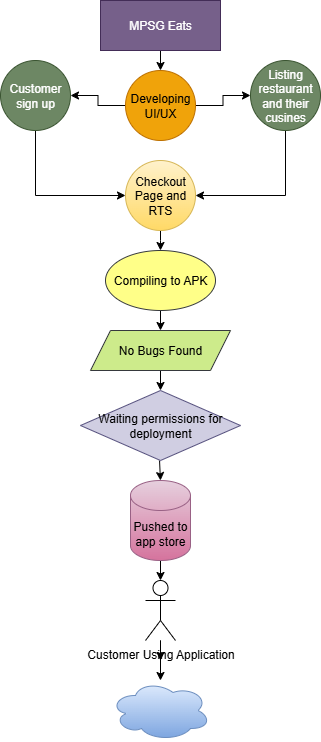 MPSG Eats
Customer
sign up
Developing
UI/UX
Listing
restaurant
and their
cusines
Checkout
Page and
RTS
Compiling to APK
No Bugs Found
Waiting permissions for
deployment
Pushed to
app store
Customer Using Application